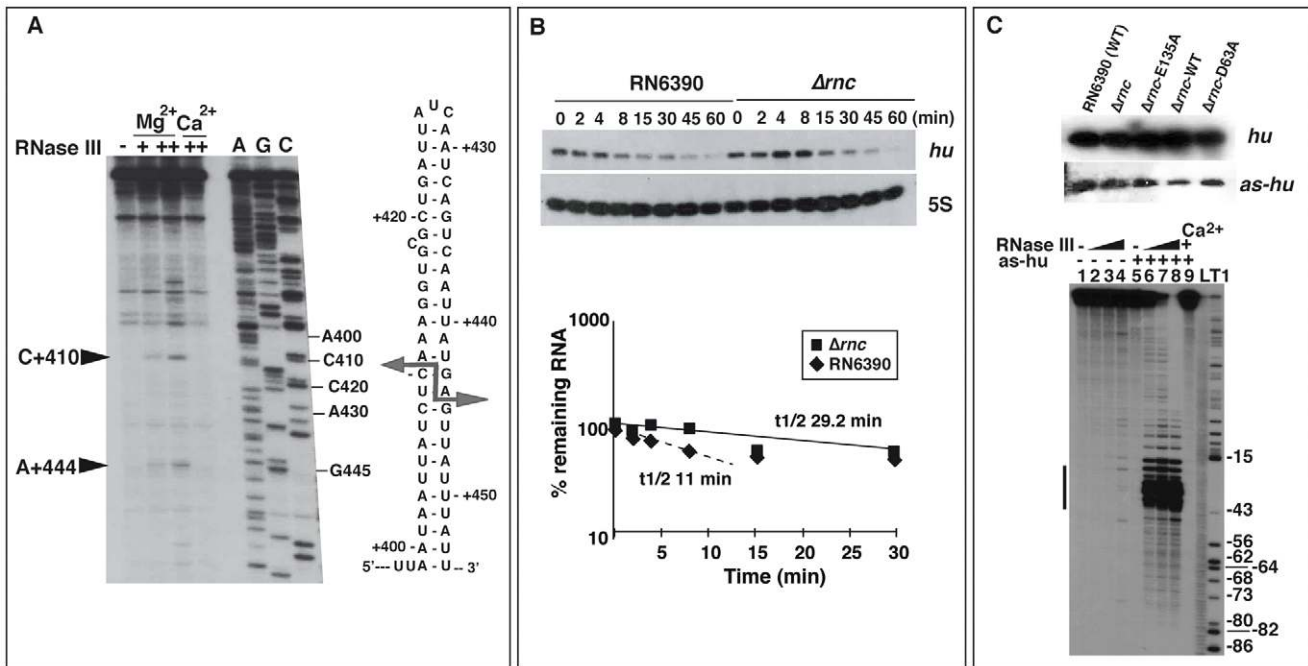 A
Mg2+ Ca2+
RNase III - + ++ ++
A G C
C+410
A+444
A400
C410
C420
A430
G445
A U C
+430
+420
+440
+450
+400
5'---UUA-U--3'
B
RN6390 Δrnc
0 2 4 8 15 30 45 60 0 2 4 8 15 30 45 60 (min)
hu
5S
% remaining RNA
1000
100
10
Δrnc
RN6390
t1/2 29.2 min
t1/2 11 min
5 10 15 20 25 30
Time (min)
C
RN6390 (WT)
Δrnc
Δrnc-E135A
Δrnc-WT
Δrnc-D63A
hu
as-hu
Ca2+
RNase III - - +
as-hu - - - - + + + + +
1 2 3 4 5 6 7 8 9 LT1
-15
-43
-56
-62
-64
-68
-73
-80
-82
-86